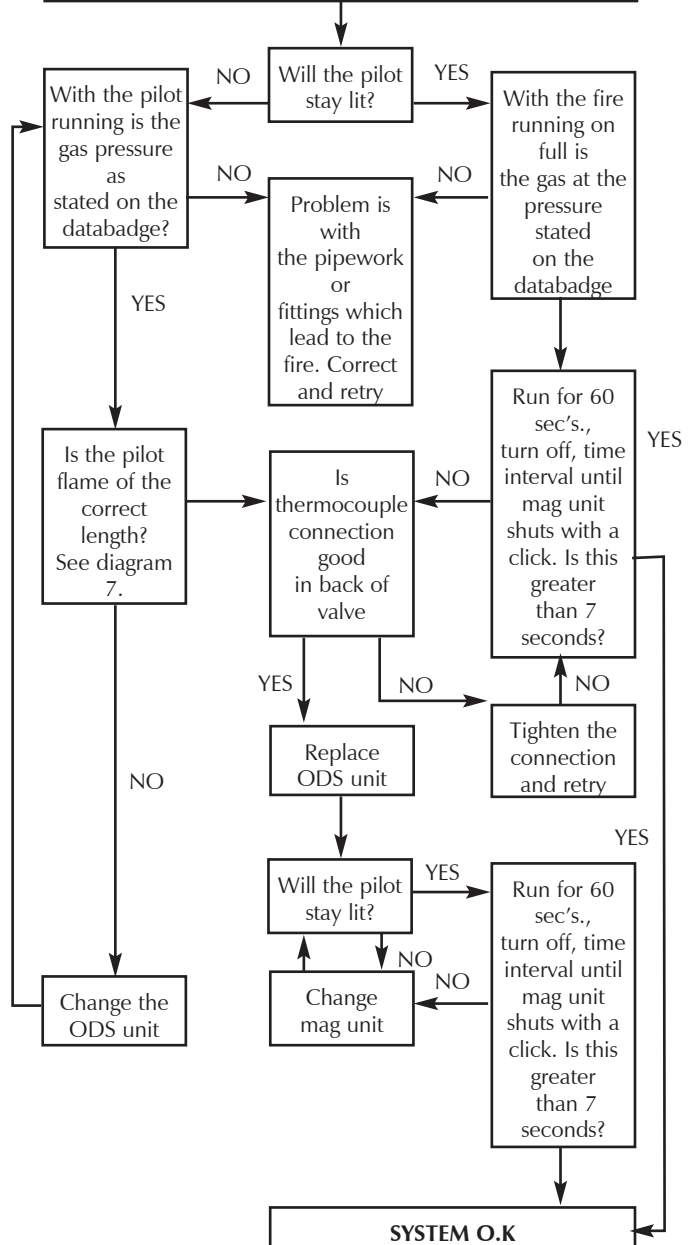 Will the pilot
stay lit?
NO
YES
With the pilot
running is the
gas pressure
as
stated on the
databadge?
With the fire
running on
full is
the gas at the
pressure
stated
on the
databadge
NO
NO
Problem is
with
the pipework
or
fittings which
lead to the
fire. Correct
and retry
YES
Is the pilot
flame of the
correct
length?
See diagram
7.
Is
thermocouple
connection
good
in back of
valve
NO
Run for 60
sec's.,
turn off, time
interval until
mag unit
shuts with a
click. Is this
greater
than 7
seconds?
YES
YES
NO
NO
Tighten the
connection
and retry
Replace
ODS unit
NO
YES
Will the pilot
stay lit?
YES
NO
NO
Change
mag unit
Run for 60
sec's.,
turn off, time
interval until
mag unit
shuts with a
click. Is this
greater
than 7
seconds?
Change the
ODS unit
SYSTEM O.K